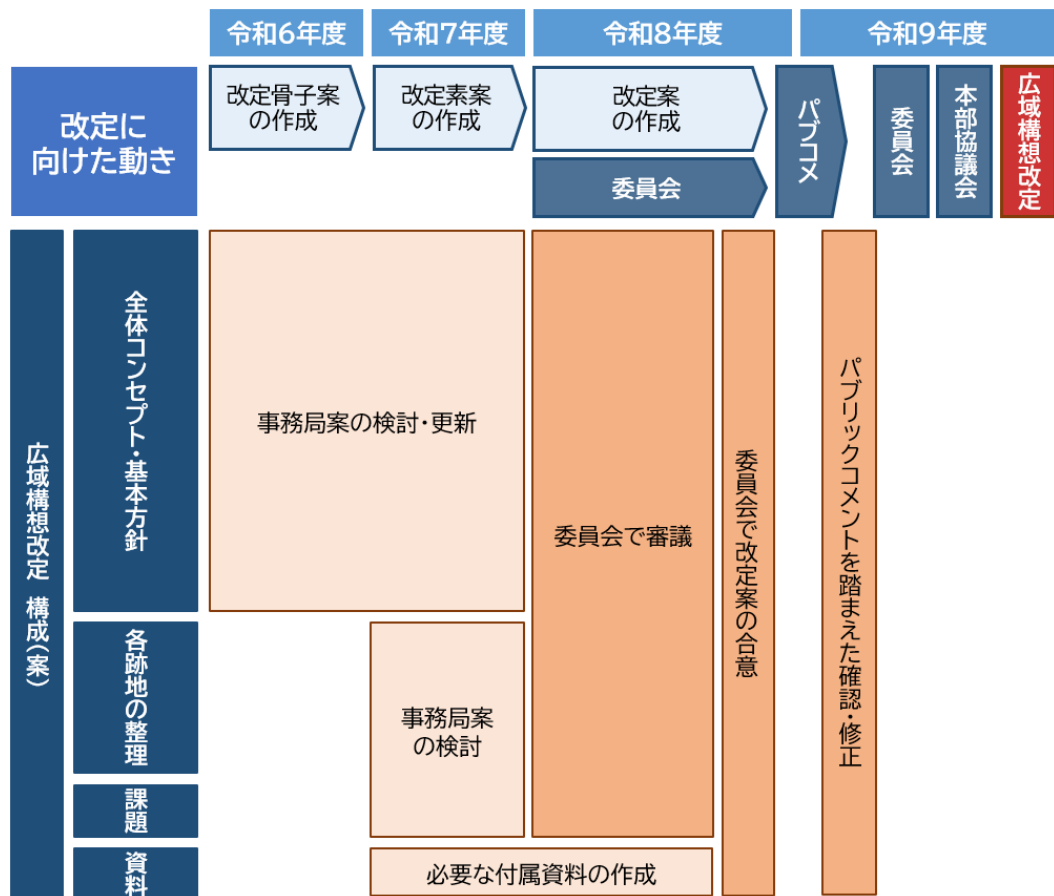 令和6年度
令和7年度
令和8年度
令和9年度
改定に
向けた動き
改定骨子案
の作成
改定素案
の作成
改定案
の作成
委員会
パブコメ
委員会
本部協議会
広域構想改定
広域構想改定 構成(案)
全体コンセプト・基本方針
各跡地の整理
課題
資料
事務局案の検討・更新
事務局案
の検討
委員会で審議
委員会で改定案の合意
パブリックコメントを踏まえた確認・修正
必要な付属資料の作成